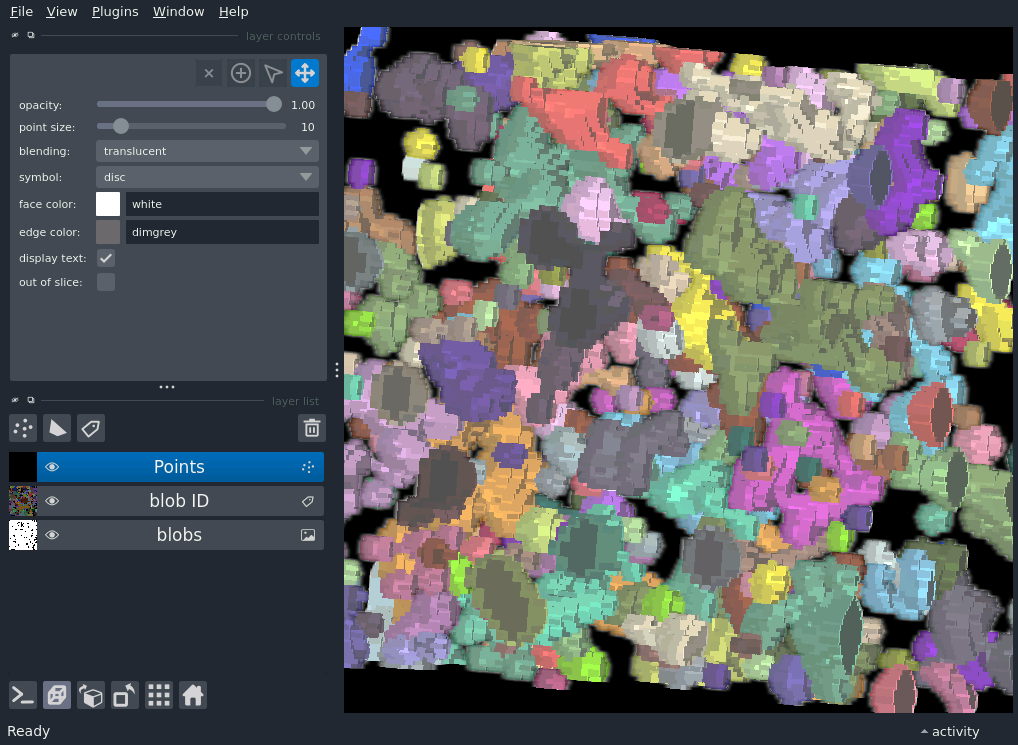 File View Plugins Window Help
layer controls
opacity: 1.00
point size: 10
blending: translucent
symbol: disc
face color: white
edge color: dimgrey
display text:
out of slice:
layer list
Points
blob ID
blobs
Ready
activity